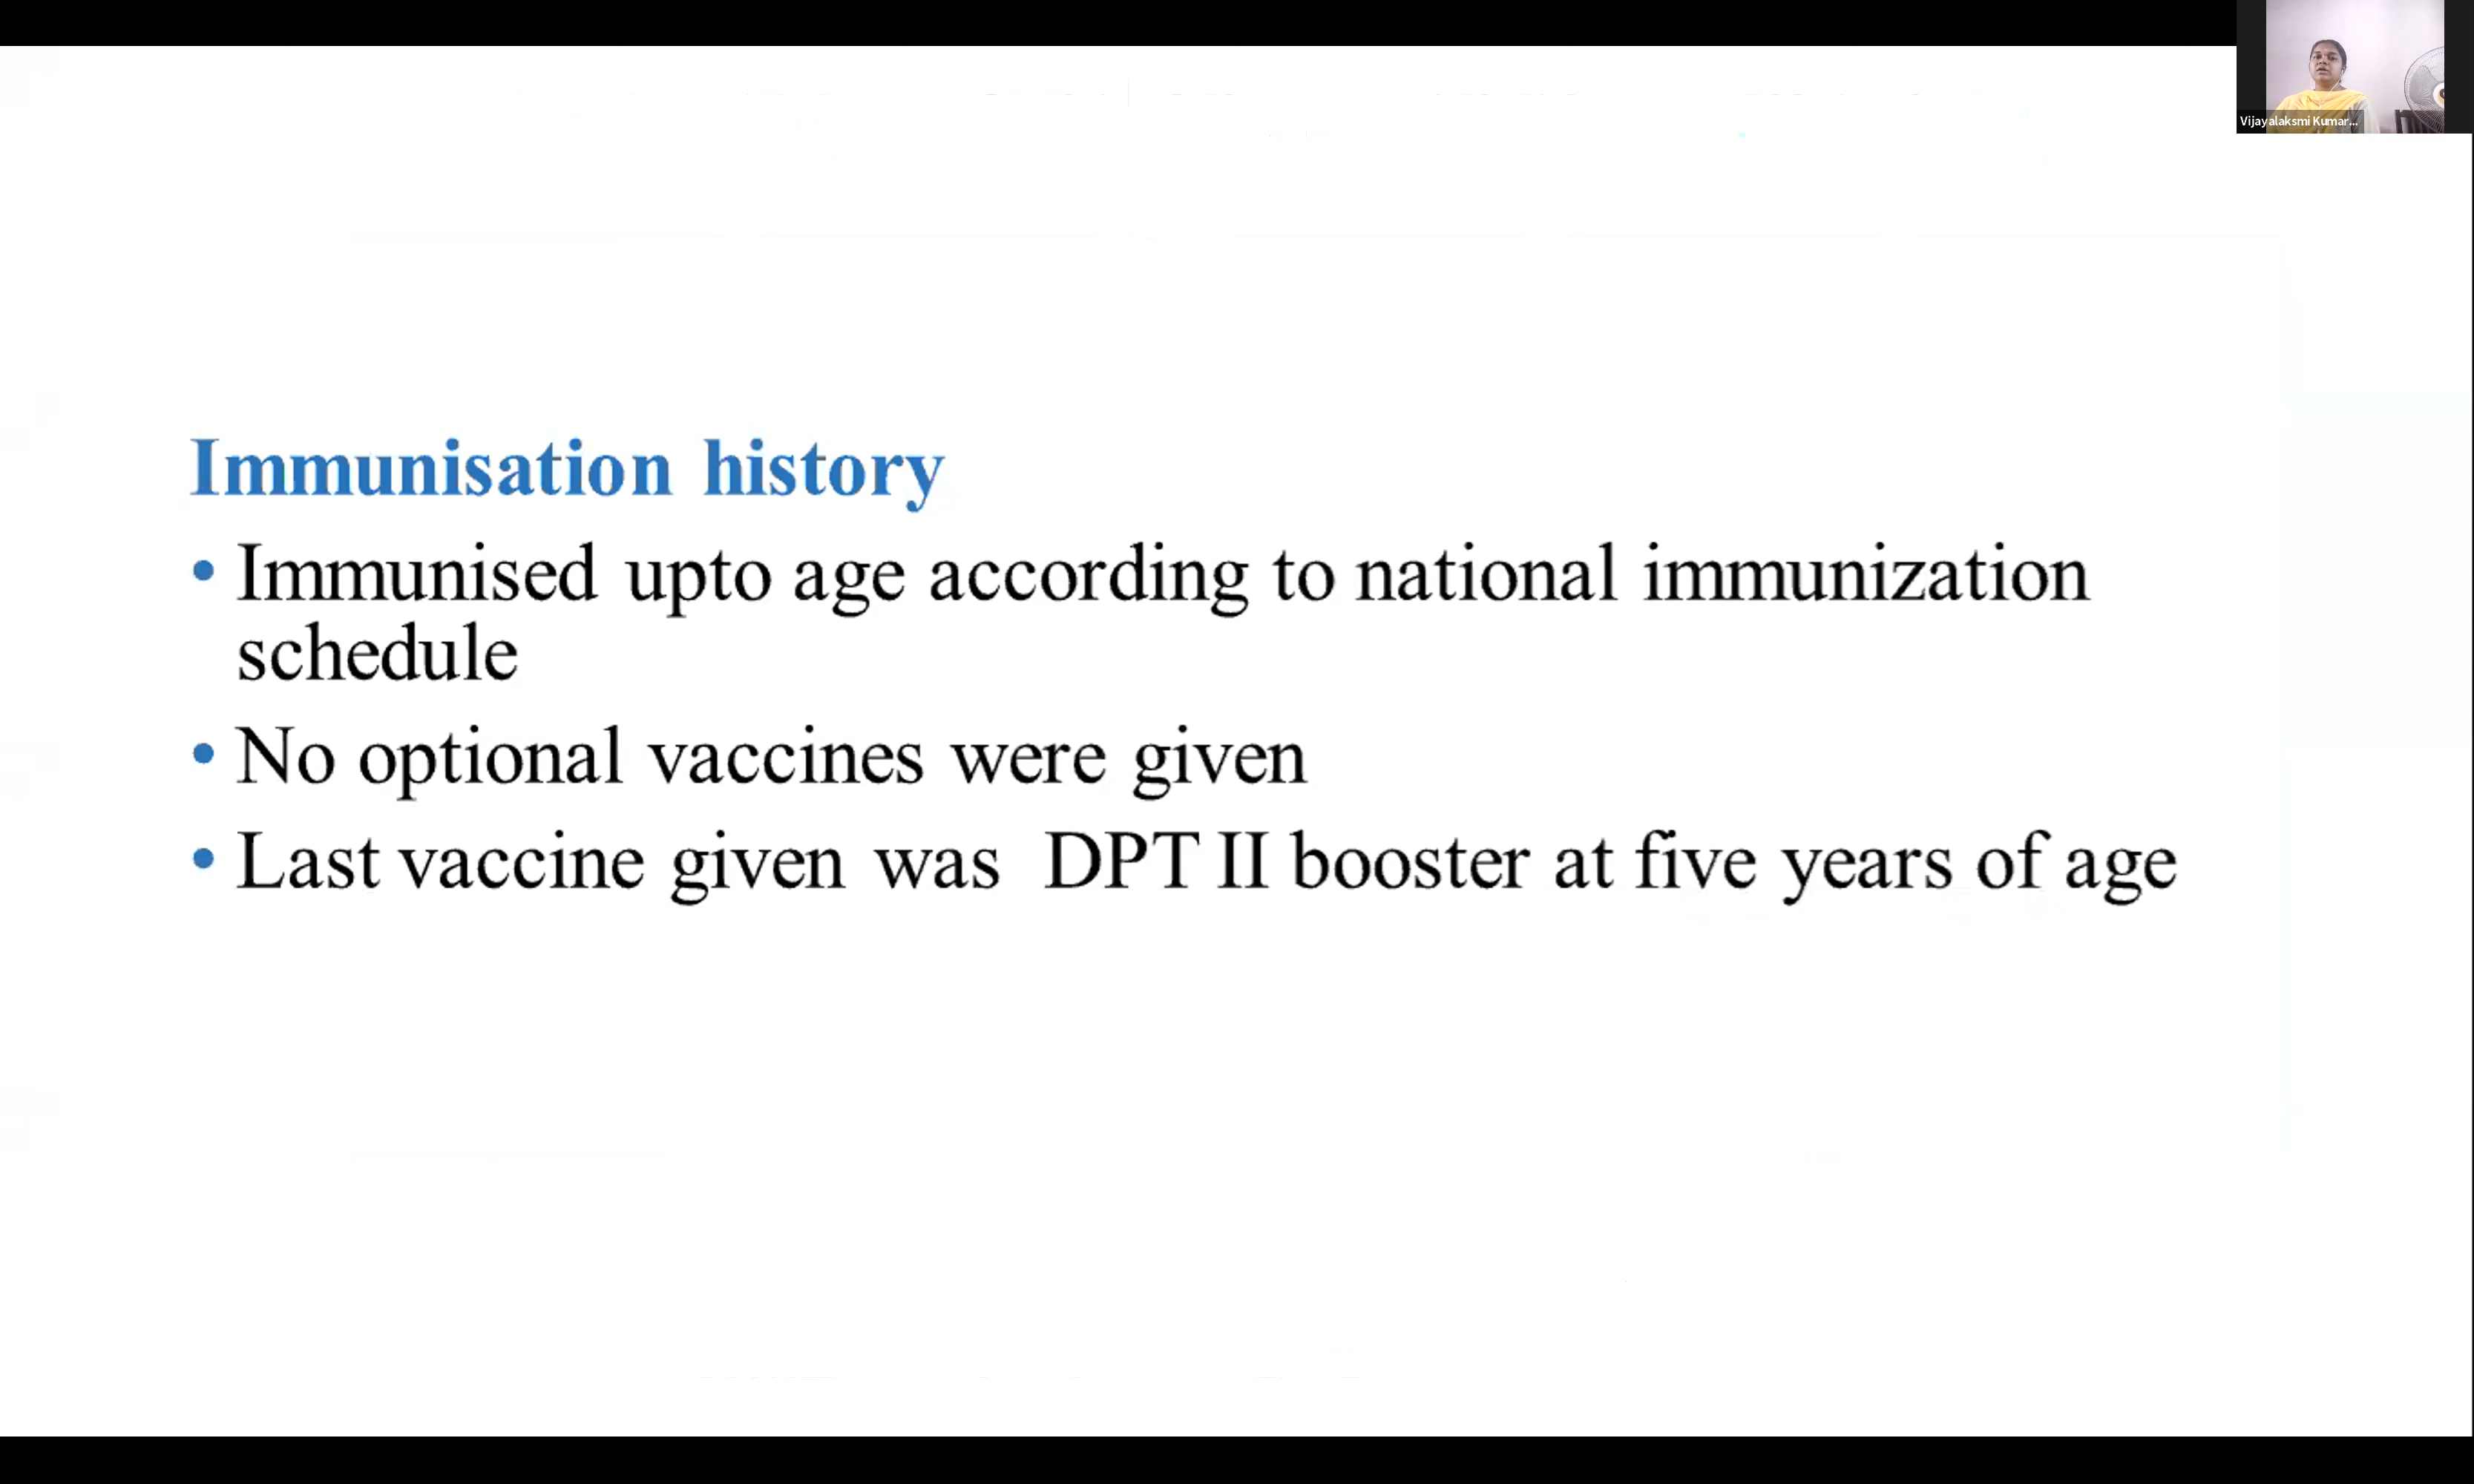 Vijayalaksmi Kumar...
Immunisation history
• Immunised upto age according to national immunization
schedule
• No optional vaccines were given
• Last vaccine given was DPT II booster at five years of age